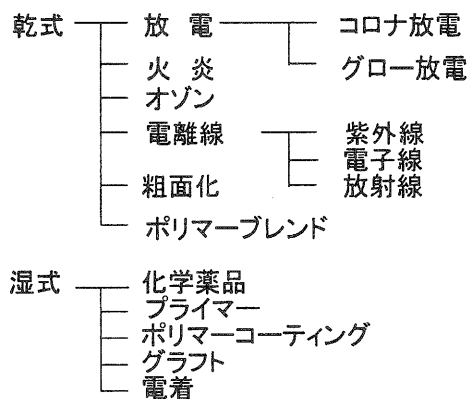 乾式 放電 コロナ放電
火炎 グロー放電
オゾン
電離線 紫外線
電子線
粗面化 放射線
ポリマーブレンド
湿式 化学薬品
プライマー
ポリマーコーティング
グラフト
電着